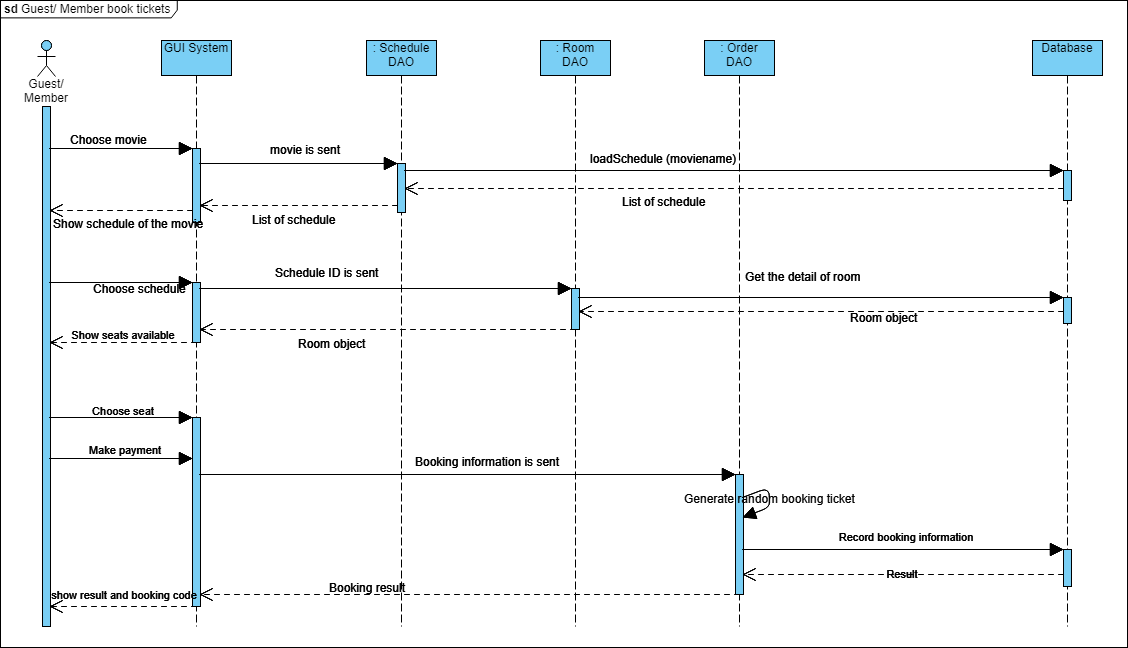 sd Guest/ Member book tickets
Guest/
Member
GUI System
: Schedule
DAO
: Room
DAO
: Order
DAO
Database
Choose movie
movie is sent
loadSchedule (moviename)
List of schedule
List of schedule
Show schedule of the movie
Choose schedule
Schedule ID is sent
Get the detail of room
Room object
Room object
Show seats available
Choose seat
Make payment
Booking information is sent
Generate random booking ticket
Record booking information
Result
Booking result
show result and booking code